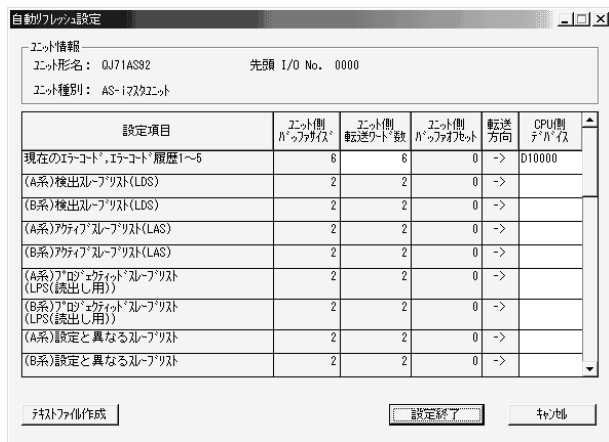 自動リフレッシュ設定
ユニット情報
ユニット形名： QJ71AS92 先頭 I/O No. 0000
ユニット種別： AS-iマスタユニット
設定項目 ユニット側 バッファサイズ ユニット側 転送ワード数 ユニット側 バッファオフセット 転送 方向 CPU側 デバイス
現在のエラーコード,エラーコード履歴1～5 6 6 0 -> D10000
(A系)検出スレーブリスト(LDS) 2 2 0 ->
(B系)検出スレーブリスト(LDS) 2 2 0 ->
(A系)アクティブスレーブリスト(LAS) 2 2 0 ->
(B系)アクティブスレーブリスト(LAS) 2 2 0 ->
(A系)プロジェクティッドスレーブリスト
(LPS(読出し用)) 2 2 0 ->
(B系)プロジェクティッドスレーブリスト
(LPS(読出し用)) 2 2 0 ->
(A系)設定と異なるスレーブリスト 2 2 0 ->
(B系)設定と異なるスレーブリスト 2 2 0 ->
テキストファイル作成 設定終了 キャンセル